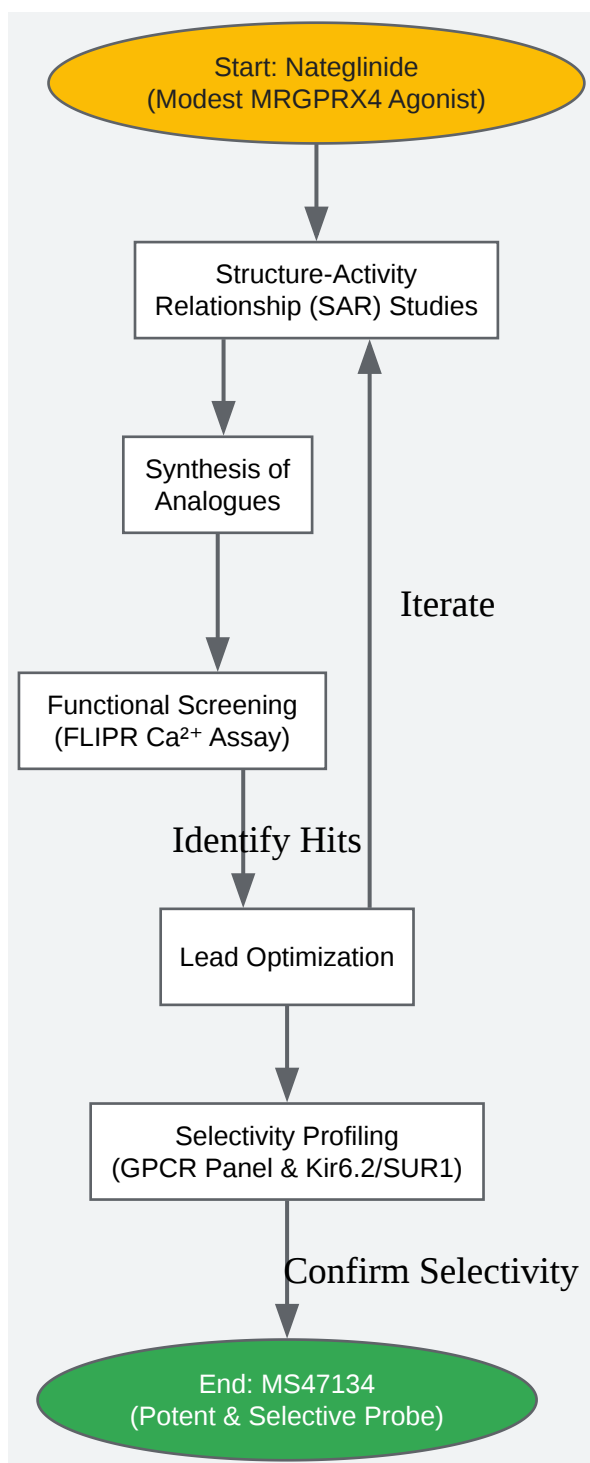 Start: Nateglinide
(Modest MRGPRX4 Agonist)
Structure-Activity
Relationship (SAR) Studies
Synthesis of
Analogues
Iterate
Functional Screening
(FLIPR Ca²⁺ Assay)
Identify Hits
Lead Optimization
Selectivity Profiling
(GPCR Panel & Kir6.2/SUR1)
Confirm Selectivity
End: MS47134
(Potent & Selective Probe)